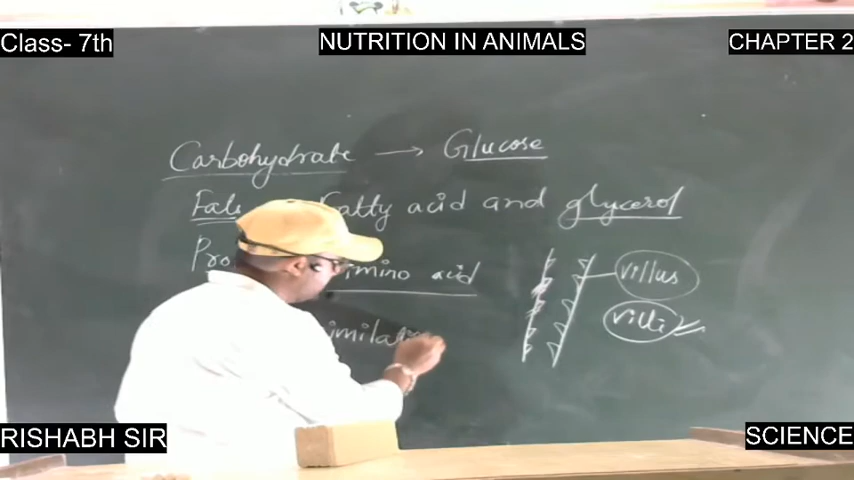 Class- 7th
NUTRITION IN ANIMALS
CHAPTER 2
Carbohydrate → Glucose
Fats Fatty acid and glycerol
amino acid
villus
villi
RISHABH SIR
SCIENCE